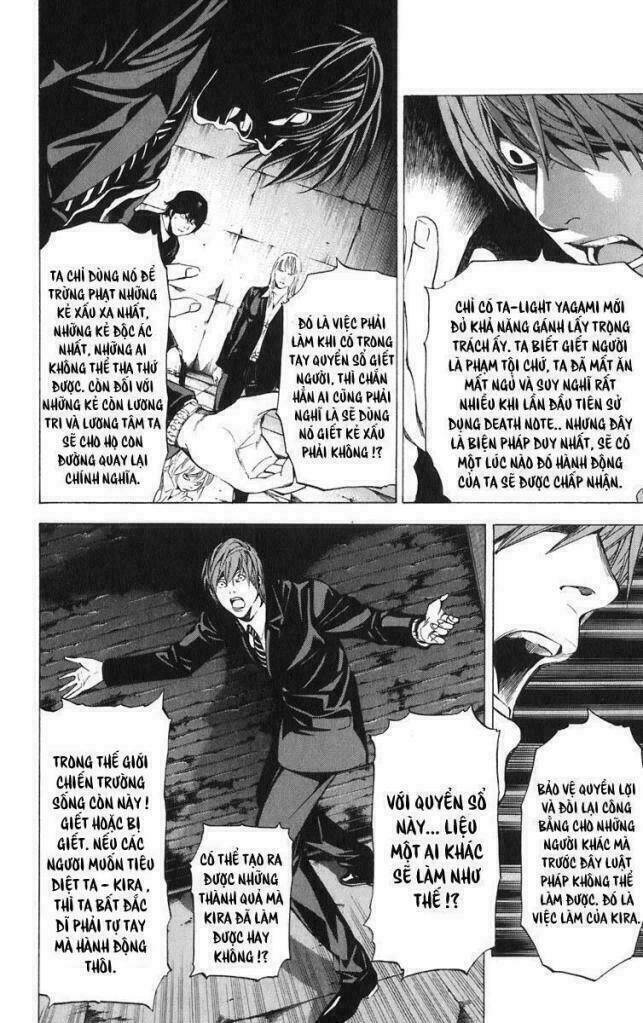 CHỈ CÓ TA-LIGHT YAGAMI MỚI
ĐỦ KHẢ NĂNG GÁNH LẤY TRỌNG
TRÁCH ẤY. TA BIẾT GIẾT NGƯỜI
LÀ PHẠM TỘI CHỨ, TA ĐÃ MẤT ĂN
MẤT NGỦ VÀ SUY NGHĨ RẤT
NHIỀU KHI LẦN ĐẦU TIÊN SỬ
DỤNG DEATH NOTE.. NHƯNG ĐÂY
LÀ BIỆN PHÁP DUY NHẤT, SẼ CÓ
MỘT LÚC NÀO ĐÓ HÀNH ĐỘNG
CỦA TA SẼ ĐƯỢC CHẤP NHẬN.
ĐÓ LÀ VIỆC PHẢI
LÀM KHI CÓ TRONG
TAY QUYỂN SỔ GIẾT
NGƯỜI, THÌ CHẮN
HẲN AI CŨNG PHẢI
NGHĨ LÀ SẼ DÙNG
NÓ GIẾT KẺ XẤU
PHẢI KHÔNG !?
TA CHỈ DÙNG NÓ ĐỂ
TRỪNG PHẠT NHỮNG
KẺ XẤU XA NHẤT,
NHỮNG KẺ ĐỘC ÁC
NHẤT, NHỮNG AI
KHÔNG THỂ THA THỨ
ĐƯỢC. CÒN ĐỐI VỚI
NHỮNG KẺ CÒN LƯƠNG
TRI VÀ LƯƠNG TÂM TA
SẼ CHO HỌ CON
ĐƯỜNG QUAY LẠI
CHÍNH NGHĨA.
BẢO VỆ QUYỀN LỢI
VÀ ĐÒI LẠI CÔNG
BẰNG CHO NHỮNG
NGƯỜI KHÁC MÀ
TRƯỚC ĐÂY LUẬT
PHÁP KHÔNG THỂ
LÀM ĐƯỢC. ĐÓ LÀ
VIỆC LÀM CỦA KIRA.
VỚI QUYỂN SỔ
NÀY... LIỆU
MỘT AI KHÁC
SẼ LÀM NHƯ
THẾ !?
CÓ THỂ TẠO RA
ĐƯỢC NHỮNG
THÀNH QUẢ MÀ
KIRA ĐÃ LÀM
ĐƯỢC HAY
KHÔNG !?
TRONG THẾ GIỚI
CHIẾN TRƯỜNG
SỐNG CÒN NÀY !
GIẾT HOẶC BỊ
GIẾT. NẾU CÁC
NGƯỜI MUỐN TIÊU
DIỆT TA - KIRA ,
THÌ TA BẤT ĐẮC
DĨ PHẢI TỰ TAY
MÀ HÀNH ĐỘNG
THÔI.